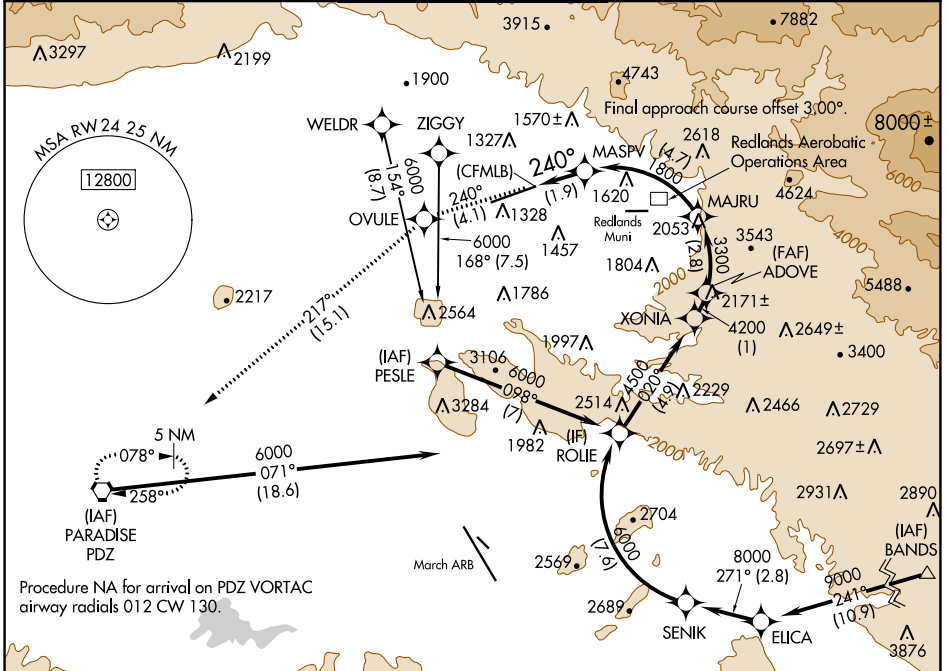 3915
7882
3297
2199
1900
4743
Final approach course offset 3.00°.
MSA RW 24 25 NM
12800
WELDR
ZIGGY
1570±
1327
2618
8000±
Redlands Aerobatic
Operations Area
(CFMLB)
240°
MASPV
(4.7)
1800
6000
154°
(8.7)
6000
240°
(4.1)
(1.9)
1620
4624
6000
OVULE
1328
Redlands
Muni
MAJRU
2053
6000
168° (7.5)
1457
(2.8)
3300
3543
4000
1804
2000
(FAF)
ADOVE
2217
217°
(15.1)
1786
2564
2171±
5488
XONIA
4200
(1)
2649±
1997
3400
(IAF)
PESLE
3106
6000
098°
(7)
4500
020°
(4.9)
2229
3284
2514
2466
2729
1982
(IF)
ROLIE
2000
2697±
5 NM
078°
258°
6000
071°
(18.6)
2931
2890
(IAF)
PARADISE
PDZ
2704
(IAF)
BANDS
March ARB
2569
6000
(7.6)
8000
271° (2.8)
9000
241°
(10.9)
Procedure NA for arrival on PDZ VORTAC
airway radials 012 CW 130.
2689
SENIK
ELICA
3876